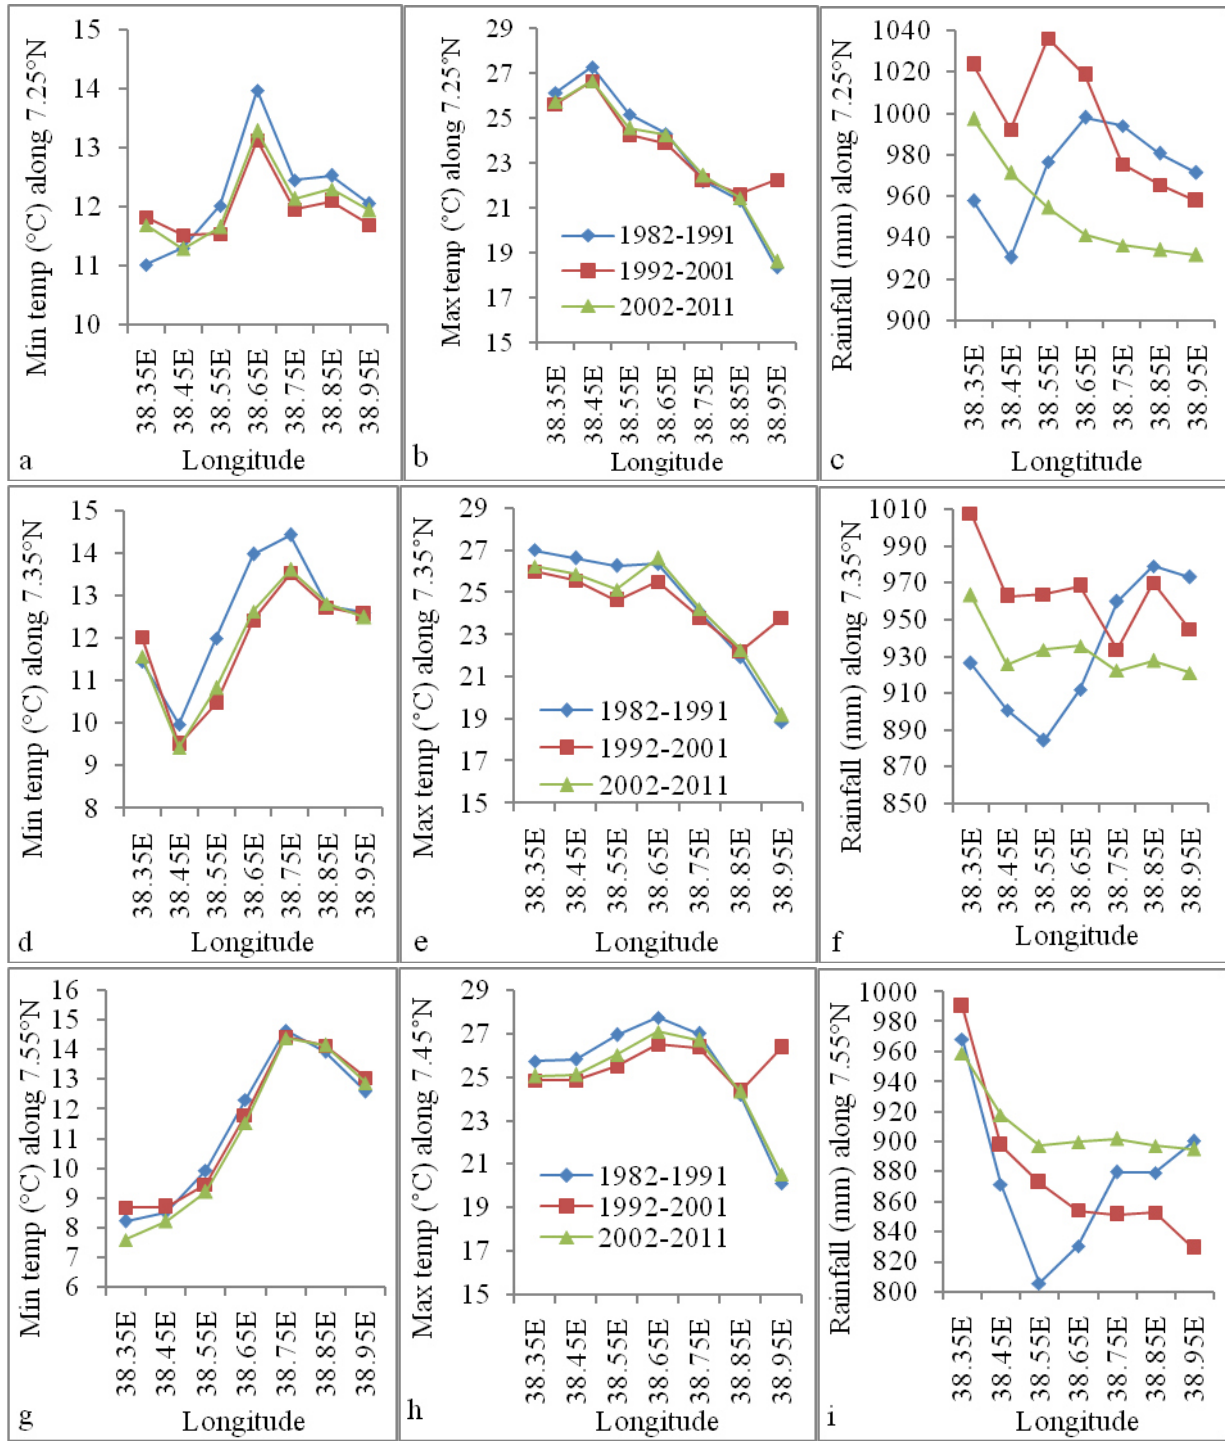 Min temp (°C) along 7.25°N
15
14
13
12
11
10
38.35E
38.45E
38.55E
38.65E
38.75E
38.85E
38.95E
Longitude
a
Max temp (°C) along 7.25°N
29
27
25
23
21
19
17
15
1982-1991
1992-2001
2002-2011
38.35E
38.45E
38.55E
38.65E
38.75E
38.85E
38.95E
Longitude
b
Rainfall (mm) along 7.25°N
1040
1020
1000
980
960
940
920
900
38.35E
38.45E
38.55E
38.65E
38.75E
38.85E
38.95E
Longtitude
c
Min temp (°C) along 7.35°N
15
14
13
12
11
10
9
8
38.35E
38.45E
38.55E
38.65E
38.75E
38.85E
38.95E
Longitude
d
Max temp (°C) along 7.35°N
29
27
25
23
21
19
17
15
1982-1991
1992-2001
2002-2011
38.35E
38.45E
38.55E
38.65E
38.75E
38.85E
38.95E
Longitude
e
Rainfall (mm) along 7.35°N
1010
990
970
950
930
910
890
870
850
38.35E
38.45E
38.55E
38.65E
38.75E
38.85E
38.95E
Longitude
f
Min temp (°C) along 7.55°N
16
15
14
13
12
11
10
9
8
7
6
38.35E
38.45E
38.55E
38.65E
38.75E
38.85E
38.95E
Longitude
g
Max temp (°C) along 7.45°N
29
27
25
23
21
19
17
15
1982-1991
1992-2001
2002-2011
38.35E
38.45E
38.55E
38.65E
38.75E
38.85E
38.95E
Longitude
h
Rainfall (mm) along 7.55°N
1000
980
960
940
920
900
880
860
840
820
800
38.35E
38.45E
38.55E
38.65E
38.75E
38.85E
38.95E
Longitude
i